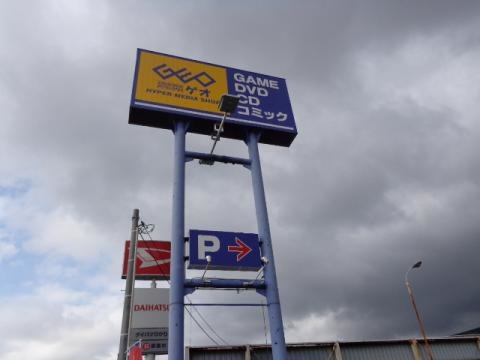 GEO
ゲオ
HYPER MEDIA SHOP
GAME
DVD
CD
コミック
P
DAIHATSU